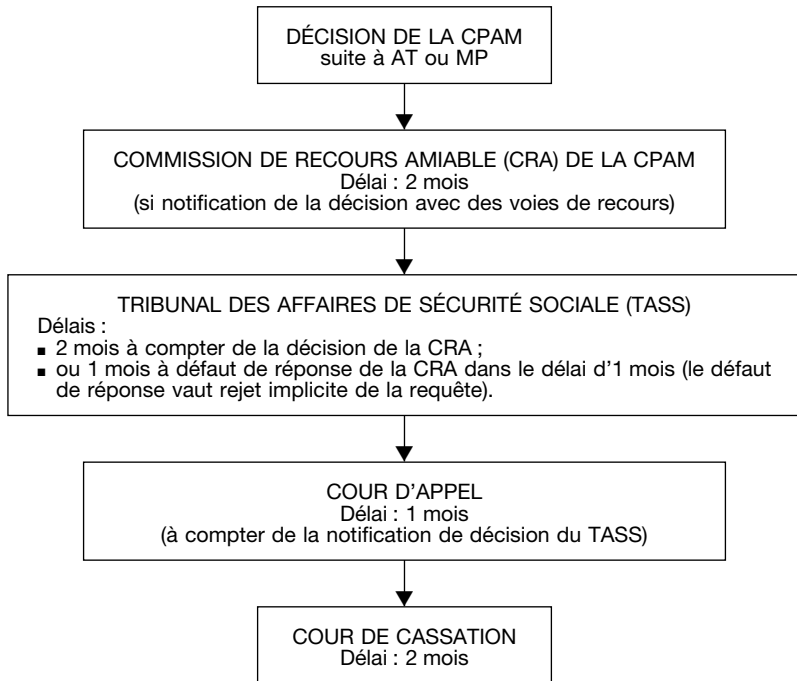 DÉCISION DE LA CPAM
suite à AT ou MP
COMMISSION DE RECOURS AMIABLE (CRA) DE LA CPAM
Délai : 2 mois
(si notification de la décision avec des voies de recours)
TRIBUNAL DES AFFAIRES DE SÉCURITÉ SOCIALE (TASS)
Délais :
▪ 2 mois à compter de la décision de la CRA ;
▪ ou 1 mois à défaut de réponse de la CRA dans le délai d'1 mois (le défaut
de réponse vaut rejet implicite de la requête).
COUR D'APPEL
Délai : 1 mois
(à compter de la notification de décision du TASS)
COUR DE CASSATION
Délai : 2 mois